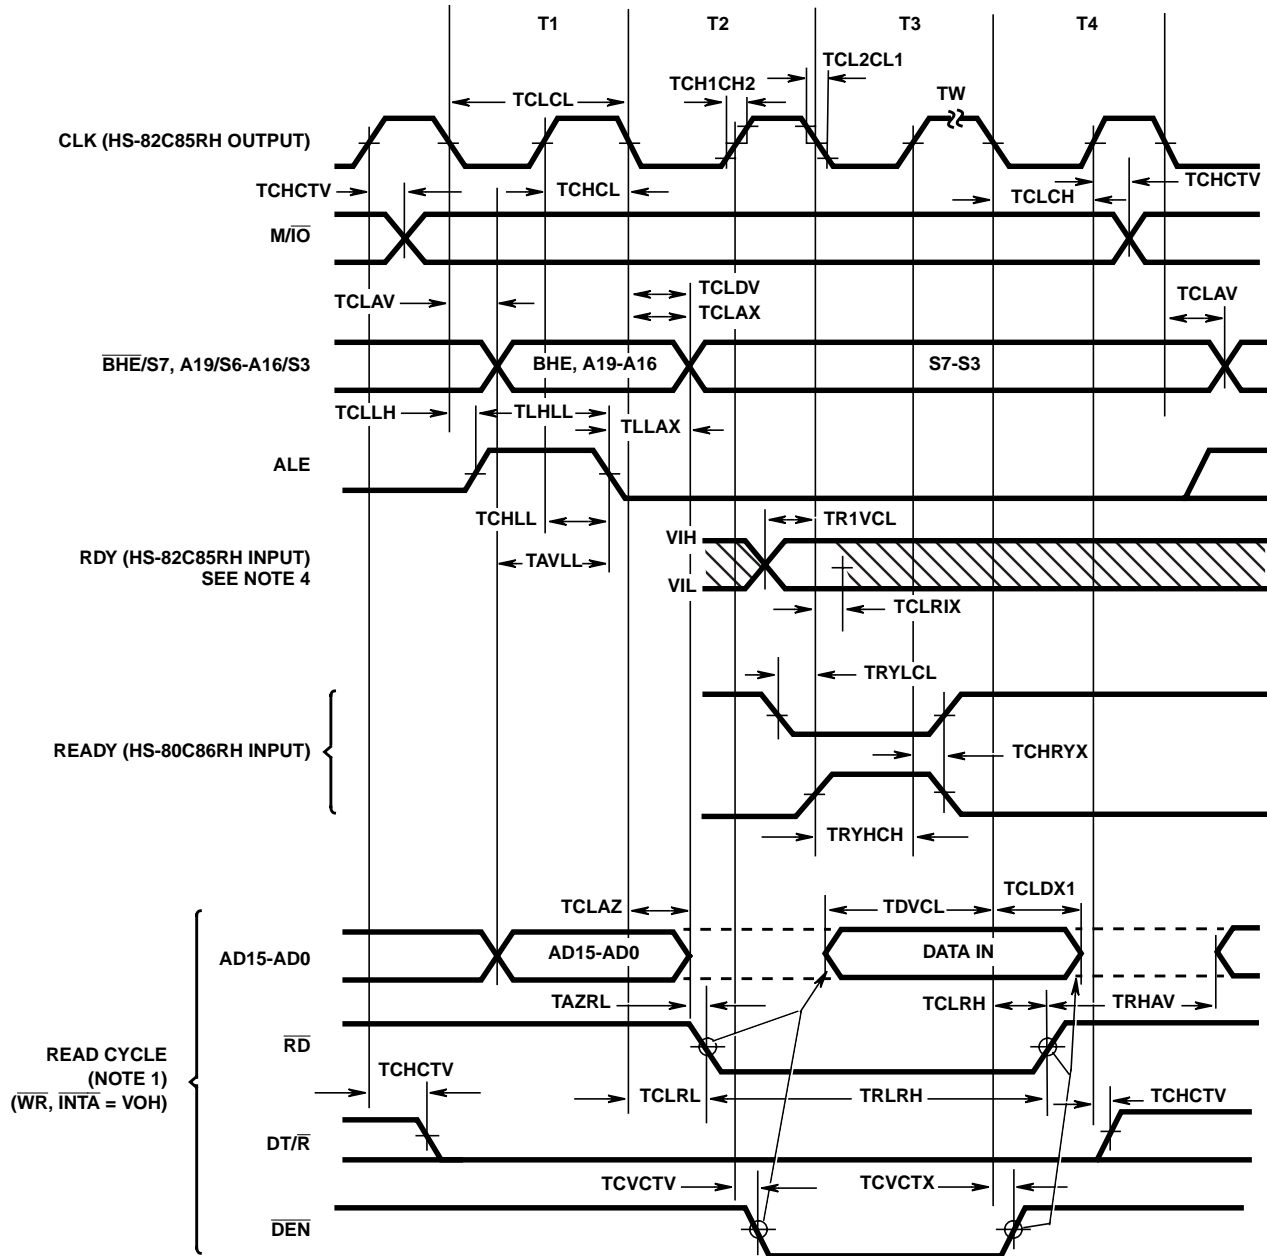 T1 T2 T3 T4
TCL2CL1
TCH1CH2
TCLCL TW
CLK (HS-82C85RH OUTPUT)
TCHCTV TCHCL TCLCH TCHCTV
M/IO
TCLAV TCLDV TCLAV
TCLAX
BHE/S7, A19/S6-A16/S3 BHE, A19-A16 S7-S3
TCLLH TLHLL
TLLAX
ALE
TCHLL TR1VCL
RDY (HS-82C85RH INPUT) VIH
SEE NOTE 4 TAVLL VIL
TCLRIX
TRYLCL
READY (HS-80C86RH INPUT) TCHRYX
TRYHCH
TCLAZ TDVCL TCLDX1
AD15-AD0 AD15-AD0 DATA IN
TAZRL TCLRH TRHAV
RD
READ CYCLE
(NOTE 1)
(WR, INTA = VOH)
TCHCTV TCLRL TRLRH TCHCTV
DT/R
TCVCTV TCVCTX
DEN